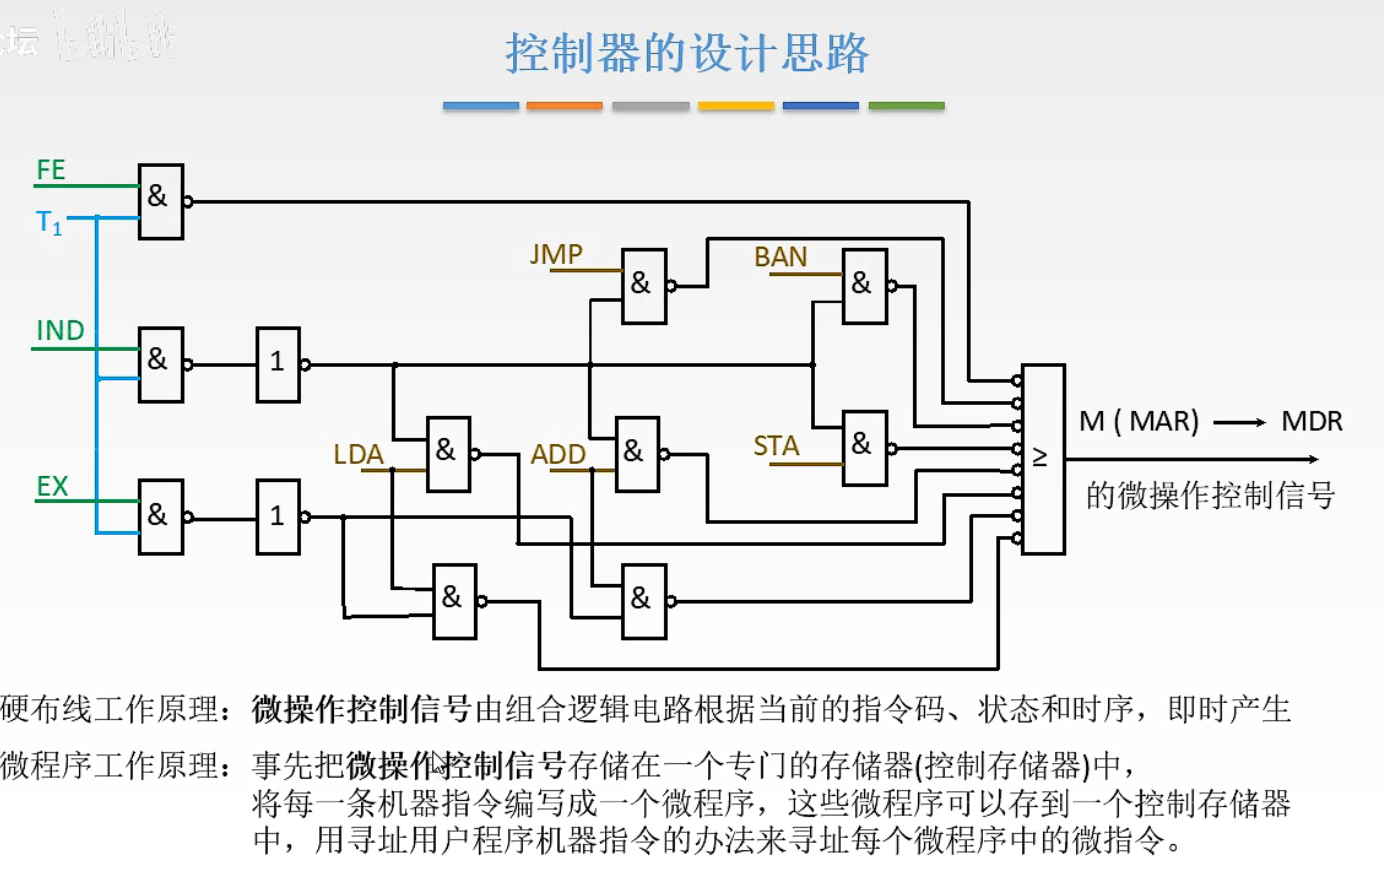 坛 bilibili
控制器的设计思路
FE
&
T1
JMP
&
BAN
&
IND
&
1
LDA
&
ADD
&
STA
&
≥
M ( MAR) → MDR
的微操作控制信号
EX
&
1
&
&
硬布线工作原理：微操作控制信号由组合逻辑电路根据当前的指令码、状态和时序，即时产生
微程序工作原理：事先把微操作控制信号存储在一个专门的存储器(控制存储器)中，
将每一条机器指令编写成一个微程序，这些微程序可以存到一个控制存储器
中，用寻址用户程序机器指令的办法来寻址每个微程序中的微指令。